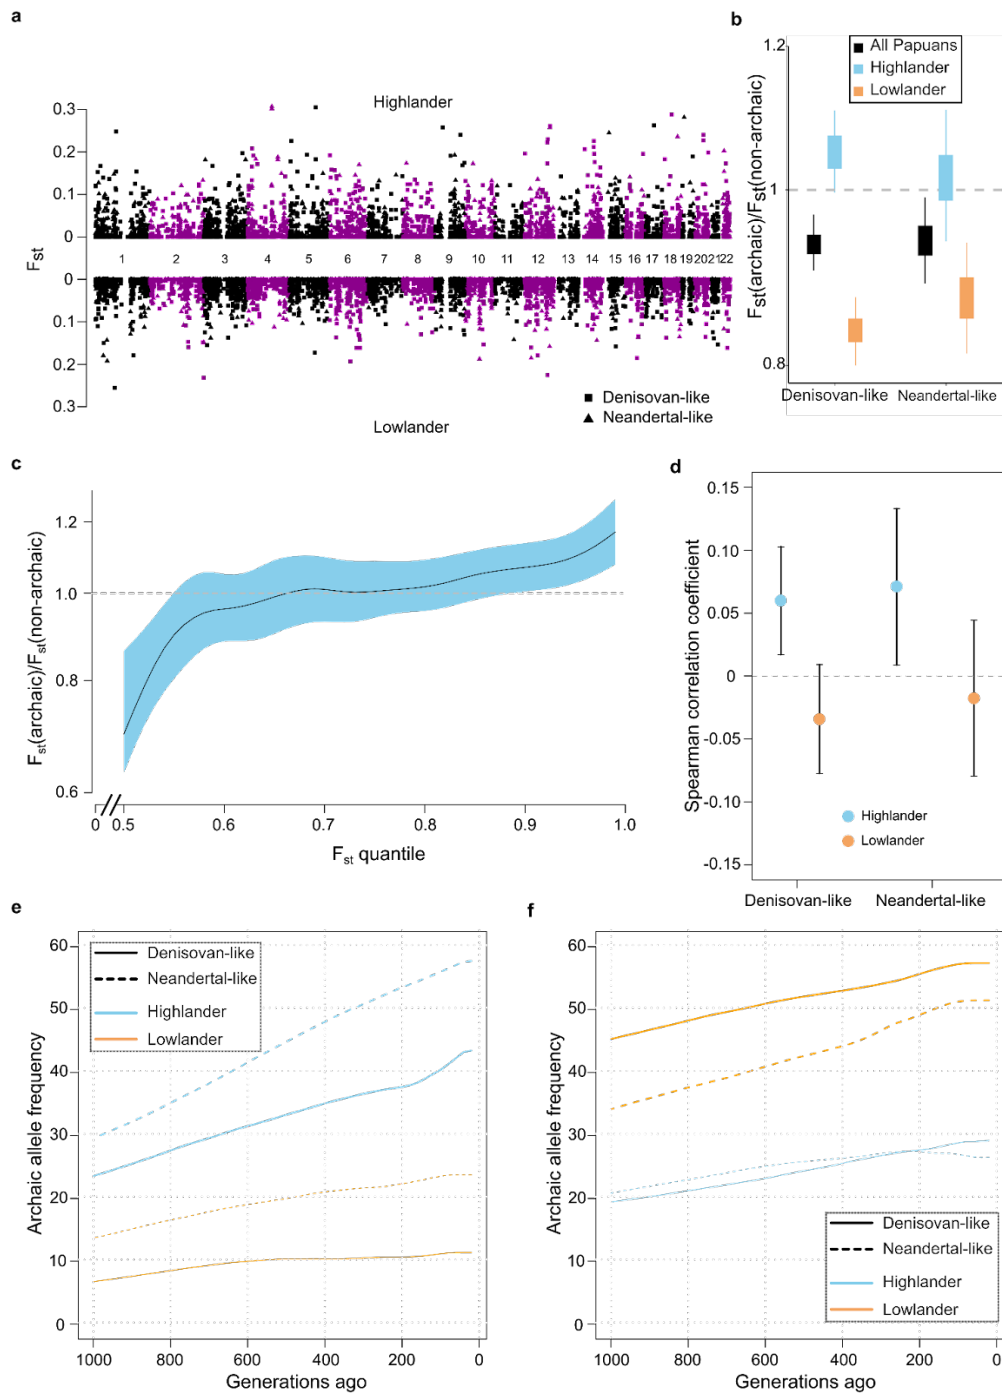 a
Highlander
0.3
0.2
0.1
0
F st
1 2 3 4 5 6 7 8 9 10 11 12 13 14 15 16 17 18 19 20 21 22
0
0.1
0.2
0.3
Denisovan-like
Neandertal-like
Lowlander
b
All Papuans
Highlander
Lowlander
1.2
1
0.8
Fst(archaic)/Fst(non-archaic)
Denisovan-like Neandertal-like
c
1.2
1.0
0.8
0.6
Fst(archaic)/Fst(non-archaic)
0 0.5 0.6 0.7 0.8 0.9 1.0
Fst quantile
d
0.15
0.10
0.05
0
-0.05
-0.10
-0.15
Spearman correlation coefficient
Highlander
Lowlander
Denisovan-like Neandertal-like
e
60
50
40
30
20
10
0
Archaic allele frequency
Denisovan-like
Neandertal-like
Highlander
Lowlander
1000 800 600 400 200 0
Generations ago
f
60
50
40
30
20
10
0
Archaic allele frequency
Denisovan-like
Neandertal-like
Highlander
Lowlander
1000 800 600 400 200 0
Generations ago